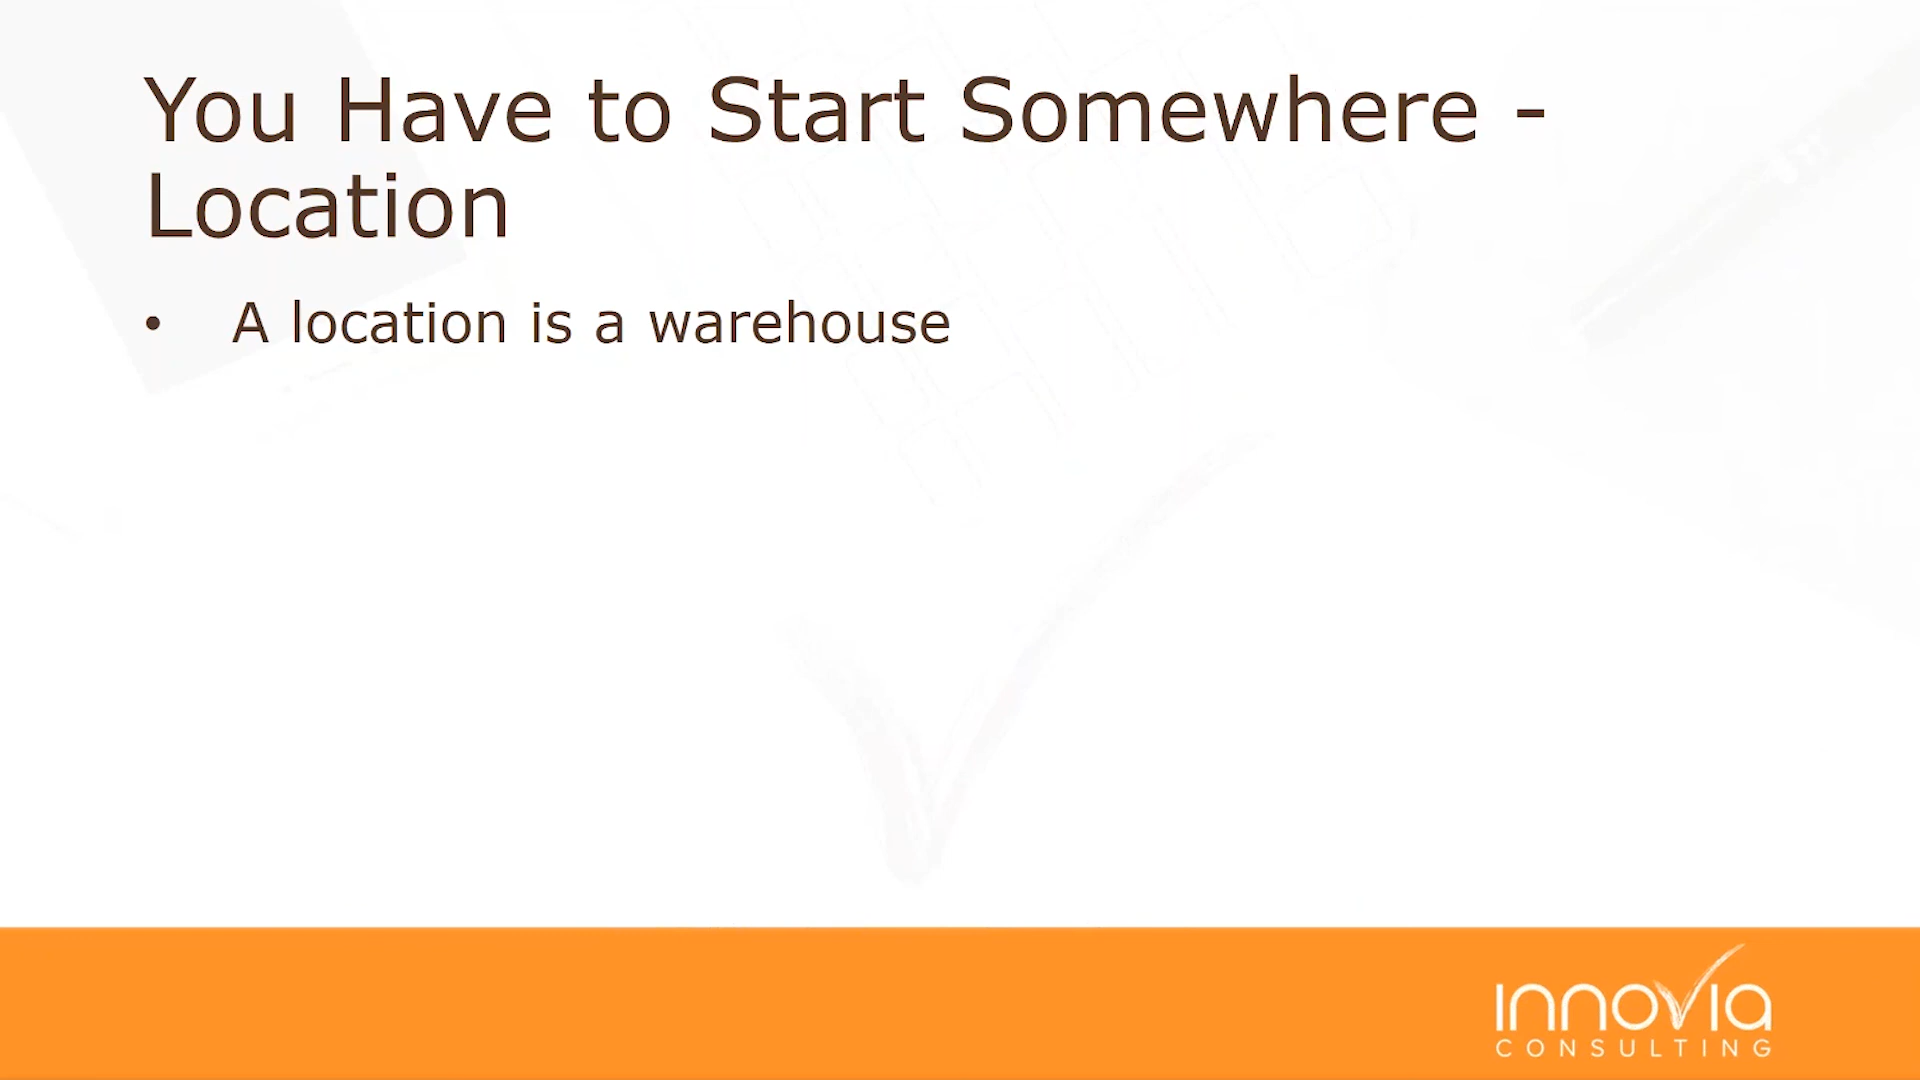 You Have to Start Somewhere -
Location
• A location is a warehouse
innovia
CONSULTING